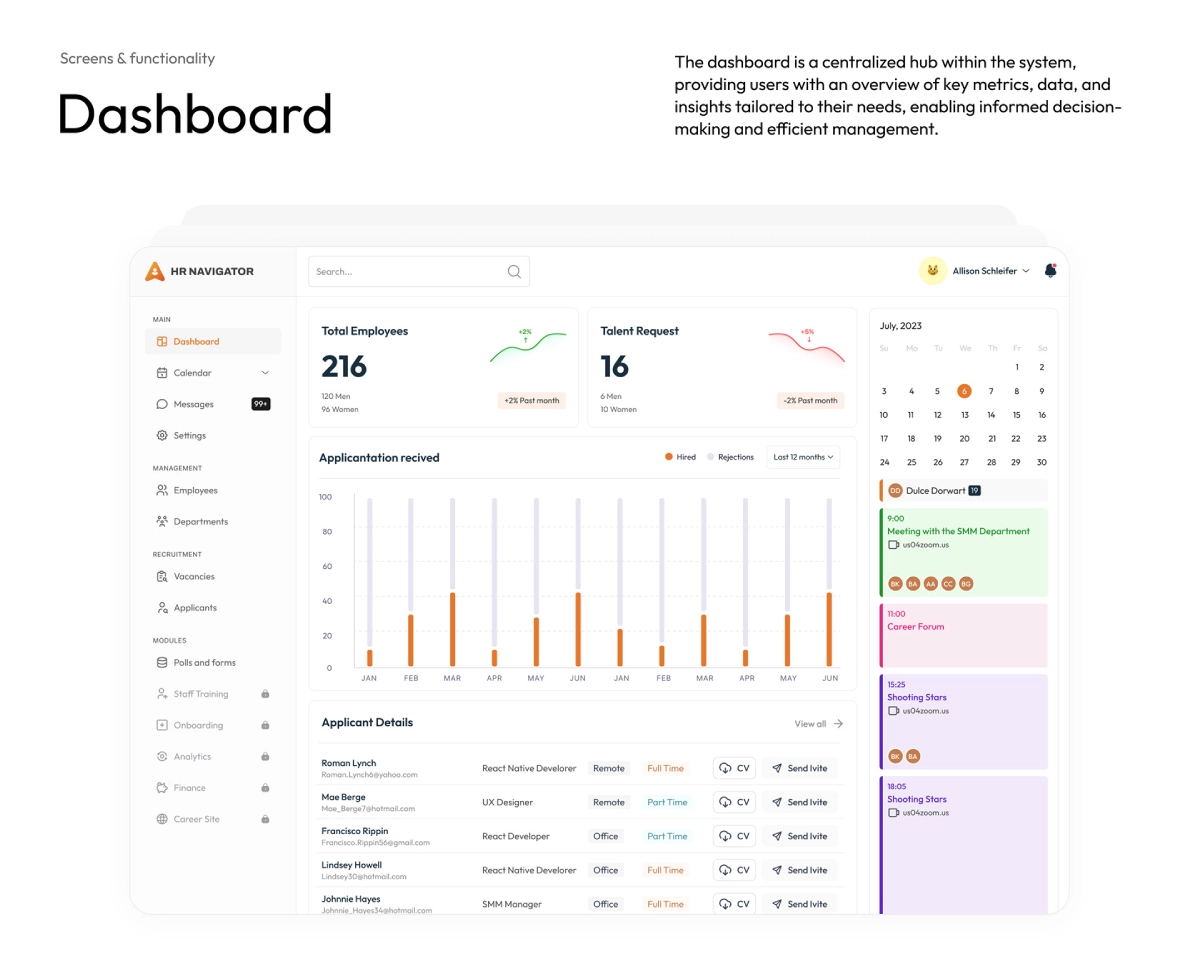 Screens & functionality
Dashboard
The dashboard is a centralized hub within the system,
providing users with an overview of key metrics, data, and
insights tailored to their needs, enabling informed decision-
making and efficient management.
HR NAVIGATOR
Search...
Allison Schleifer
MAIN
Dashboard
Calendar
Messages 99+
Settings
MANAGEMENT
Employees
Departments
RECRUITMENT
Vacancies
Applicants
MODULES
Polls and forms
Staff Training
Onboarding
Analytics
Finance
Career Site
Total Employees
+2%
216
120 Men
96 Women
+2% Past month
Talent Request
+5%
16
6 Men
10 Women
-2% Past month
Applicantation recived
Hired Rejections Last 12 months
100
80
60
40
20
0
JAN FEB MAR APR MAY JUN JAN FEB MAR APR MAY JUN
Applicant Details View all
Roman Lynch
Roman.Lynch6@yahoo.com
React Native Develorer Remote Full Time CV Send Ivite
Mae Berge
Moe_Berge7@hotmail.com
UX Designer Remote Part Time CV Send Ivite
Francisco Rippin
Francisco.Rippin56@gmail.com
React Developer Office Part Time CV Send Ivite
Lindsey Howell
Lindsey30@hotmail.com
React Native Develorer Office Full Time CV Send Ivite
Johnnie Hayes
Johnnie_Hayes34@hotmail.com
SMM Manager Office Full Time CV Send Ivite
July, 2023
Su Mo Tu We Th Fr Sa
1 2
3 4 5 6 7 8 9
10 11 12 13 14 15 16
17 18 19 20 21 22 23
24 25 26 27 28 29 30
DD Dulce Dorwart 19
9:00
Meeting with the SMM Department
us04zoom.us
BK BA AA CC BG
11:00
Career Forum
15:25
Shooting Stars
us04zoom.us
BK BA
18:05
Shooting Stars
us04zoom.us